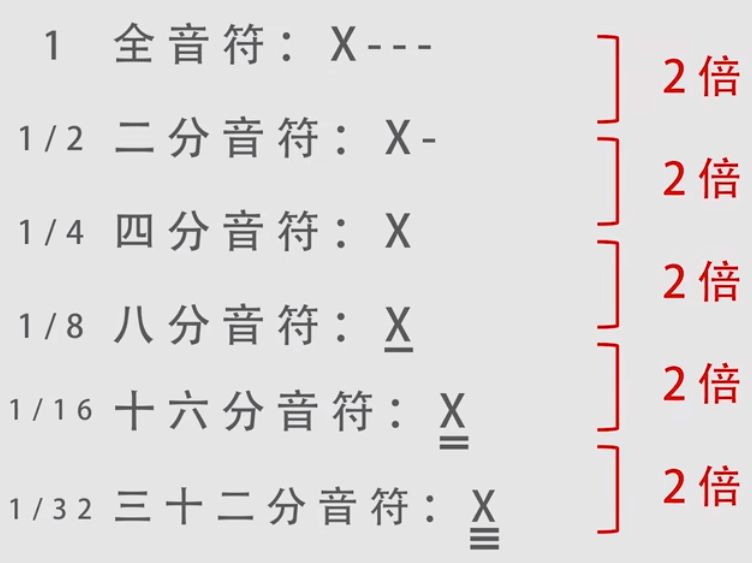 1 全音符：X---
2倍
1/2 二分音符：X-
2倍
1/4 四分音符：X
2倍
1/8 八分音符：X
2倍
1/16 十六分音符：X
2倍
1/32 三十二分音符：X